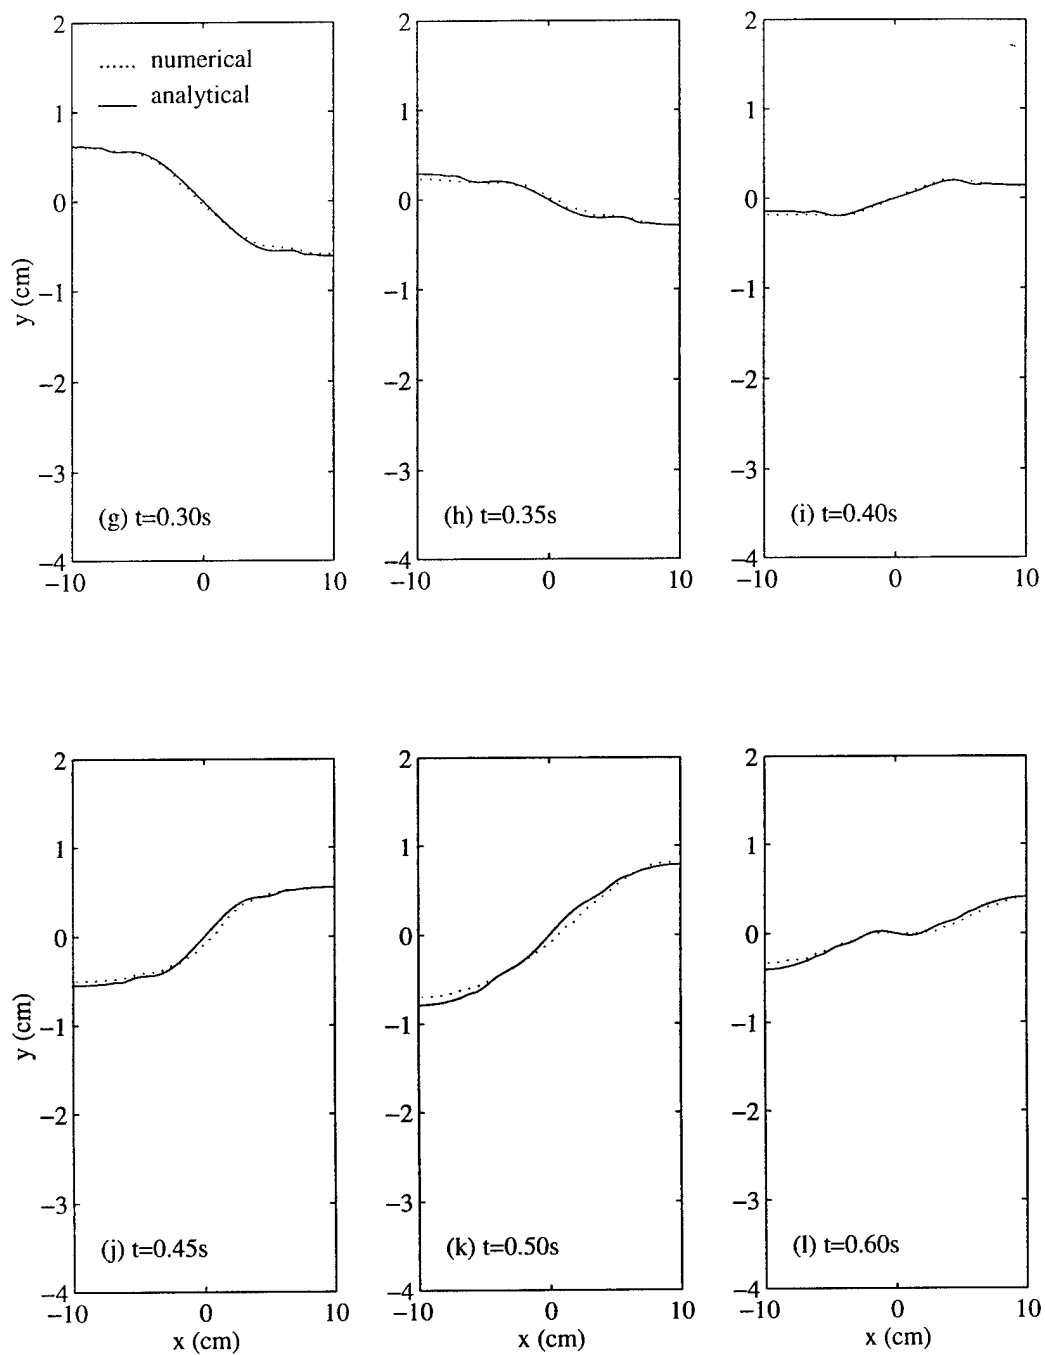 2
1
0
−1
−2
−3
−4
y (cm)
numerical
analytical
(g) t=0.30s
−10 0 10
2
1
0
−1
−2
−3
−4
(h) t=0.35s
−10 0 10
2
1
0
−1
−2
−3
−4
(i) t=0.40s
−10 0 10
2
1
0
−1
−2
−3
−4
y (cm)
(j) t=0.45s
−10 0 10
x (cm)
2
1
0
−1
−2
−3
−4
(k) t=0.50s
−10 0 10
x (cm)
2
1
0
−1
−2
−3
−4
(l) t=0.60s
−10 0 10
x (cm)